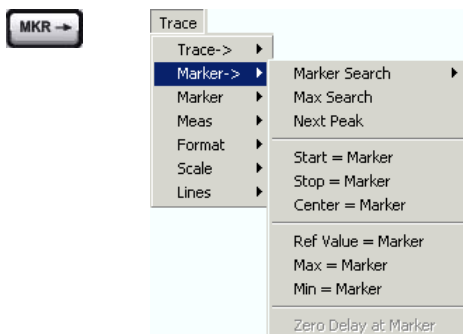 MKR →
Trace
Trace->
Marker->
Marker
Meas
Format
Scale
Lines
Marker Search
Max Search
Next Peak
Start = Marker
Stop = Marker
Center = Marker
Ref Value = Marker
Max = Marker
Min = Marker
Zero Delay at Marker